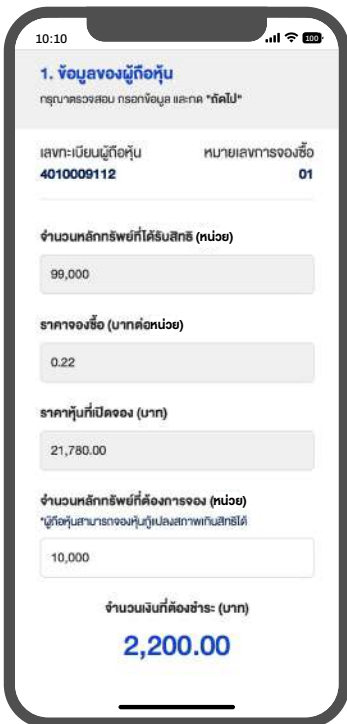 10:10
100
1. ข้อมูลของผู้ถือหุ้น
กรุณาตรวจสอบ กรอกข้อมูล และกด "ถัดไป"
เลขทะเบียนผู้ถือหุ้น หมายเลขการจองซื้อ
4010009112 01
จำนวนหลักทรัพย์ที่ได้รับสิทธิ (หน่วย)
99,000
ราคาจองซื้อ (บาทต่อหน่วย)
0.22
ราคาหุ้นที่เปิดจอง (บาท)
21,780.00
จำนวนหลักทรัพย์ที่ต้องการจอง (หน่วย)
*ผู้ถือหุ้นสามารถจองหุ้นกู้แปลงสภาพเกินสิทธิได้
10,000
จำนวนเงินที่ต้องชำระ (บาท)
2,200.00